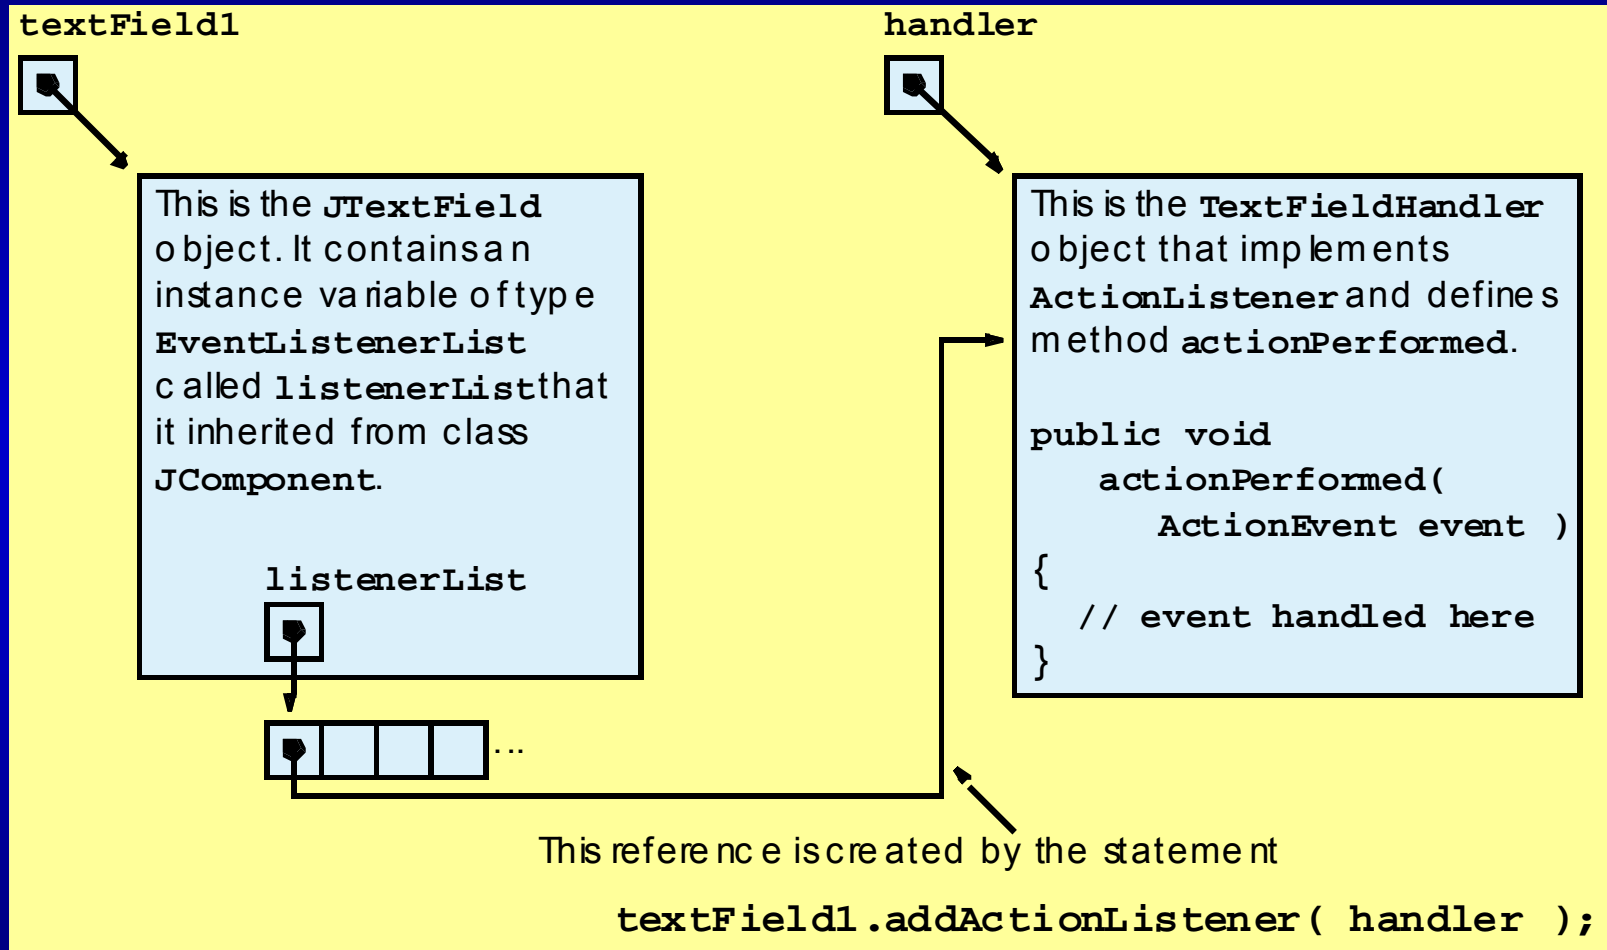 textField1
handler
This is the JTextField
object. It contains an
instance variable of type
EventListenerList
called listenerList that
it inherited from class
JComponent.
listenerList
...
This is the TextFieldHandler
object that implements
ActionListener and defines
method actionPerformed.
public void
actionPerformed(
ActionEvent event )
{
// event handled here
}
This reference is created by the statement
textField1.addActionListener( handler );